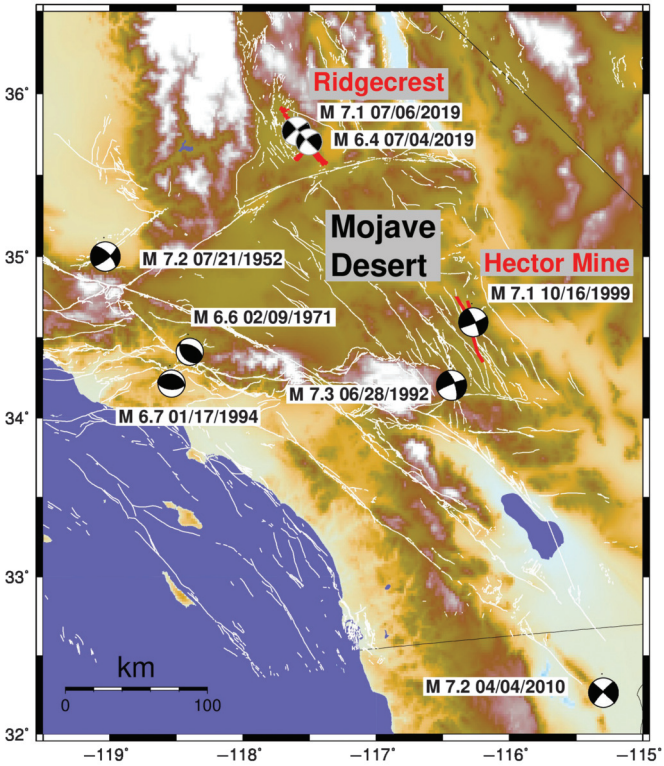 36°
Ridgecrest
M 7.1 07/06/2019
M 6.4 07/04/2019
Mojave
Desert
35°
M 7.2 07/21/1952
Hector Mine
M 7.1 10/16/1999
M 6.6 02/09/1971
M 7.3 06/28/1992
34°
M 6.7 01/17/1994
33°
km
0 100
M 7.2 04/04/2010
32°
−119° −118° −117° −116° −115°